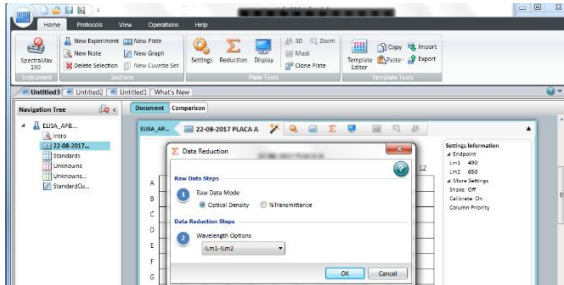 Home Protocols View Operations Help
SpectraMax
190
New Experiment
New Note
Delete Selection
New Plate
New Graph
New Cuvette Set
Settings
Reduction
Display
3D
Zoom
Mask
Clone Plate
Template
Editor
Copy
Paste
Import
Export
Instrument
Sections
Plate Tools
Template Tools
Untitled3 Untitled2 Untitled1 What's New
Navigation Tree
Document Comparison
ELISA_APB...
Intro
22-08-2017...
Standards
Unknowns
Unknowns...
StandardCu...
ELISA_AP... 22-08-2017 PLACA A
Data Reduction
Raw Data Steps
1 Raw Data Mode
Optical Density %Transmittance
Data Reduction Steps
2 Wavelength Options
!Lm1-!Lm2
OK Cancel
12
A
B
C
D
E
F
G
Settings Information
Endpoint
Lm1 490
Lm2 650
More Settings
Shake Off
Calibrate On
Column Priority